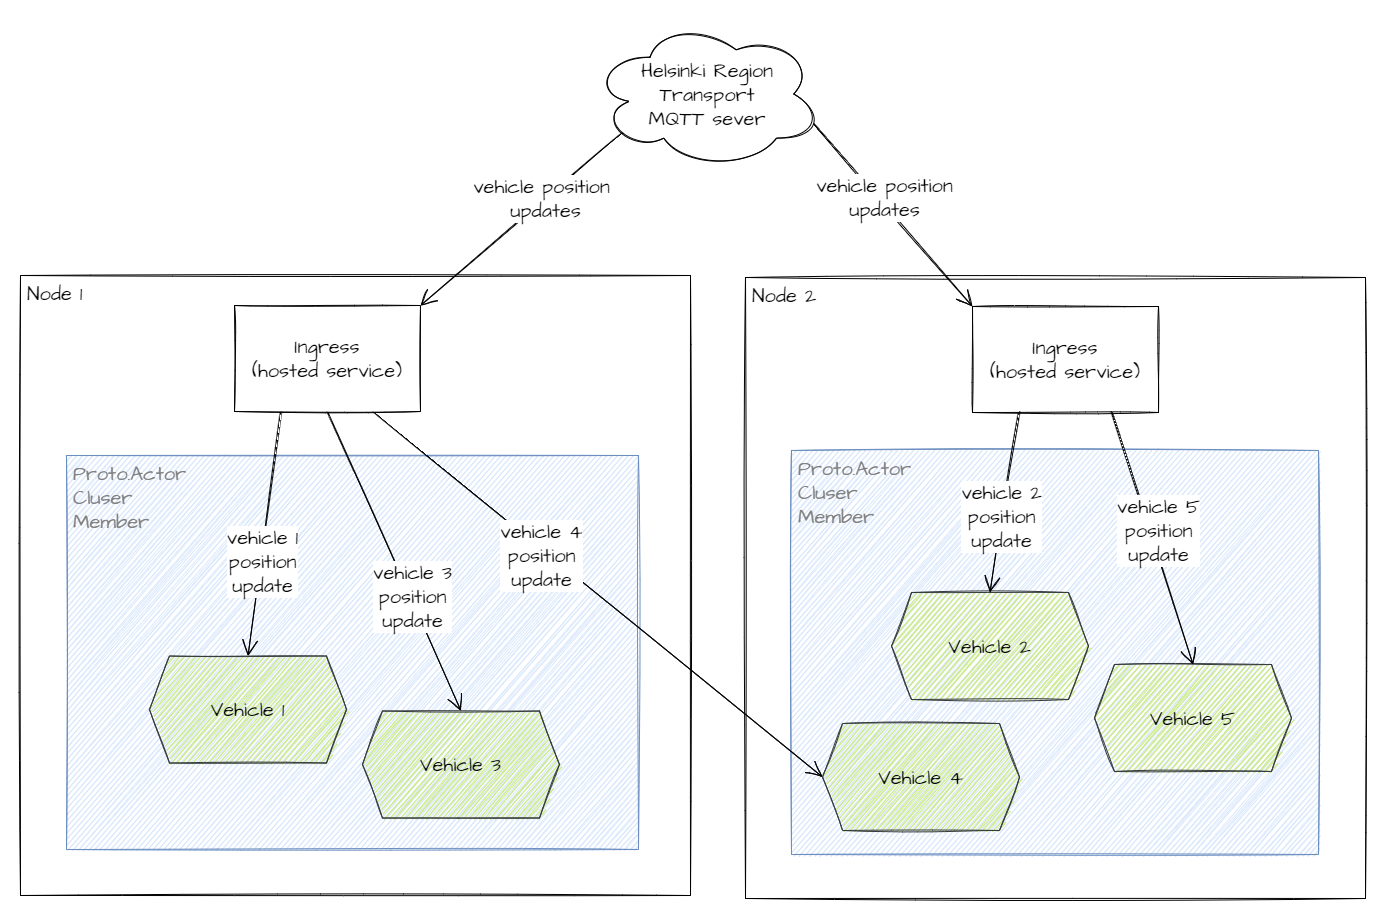 Helsinki Region
Transport
MQTT sever
vehicle position
updates
vehicle position
updates
Node 1
Ingress
(hosted service)
Proto.Actor
Cluser
Member
vehicle 1
position
update
vehicle 3
position
update
vehicle 4
position
update
Vehicle 1
Vehicle 3
Node 2
Ingress
(hosted service)
Proto.Actor
Cluser
Member
vehicle 2
position
update
vehicle 5
position
update
Vehicle 2
Vehicle 5
Vehicle 4